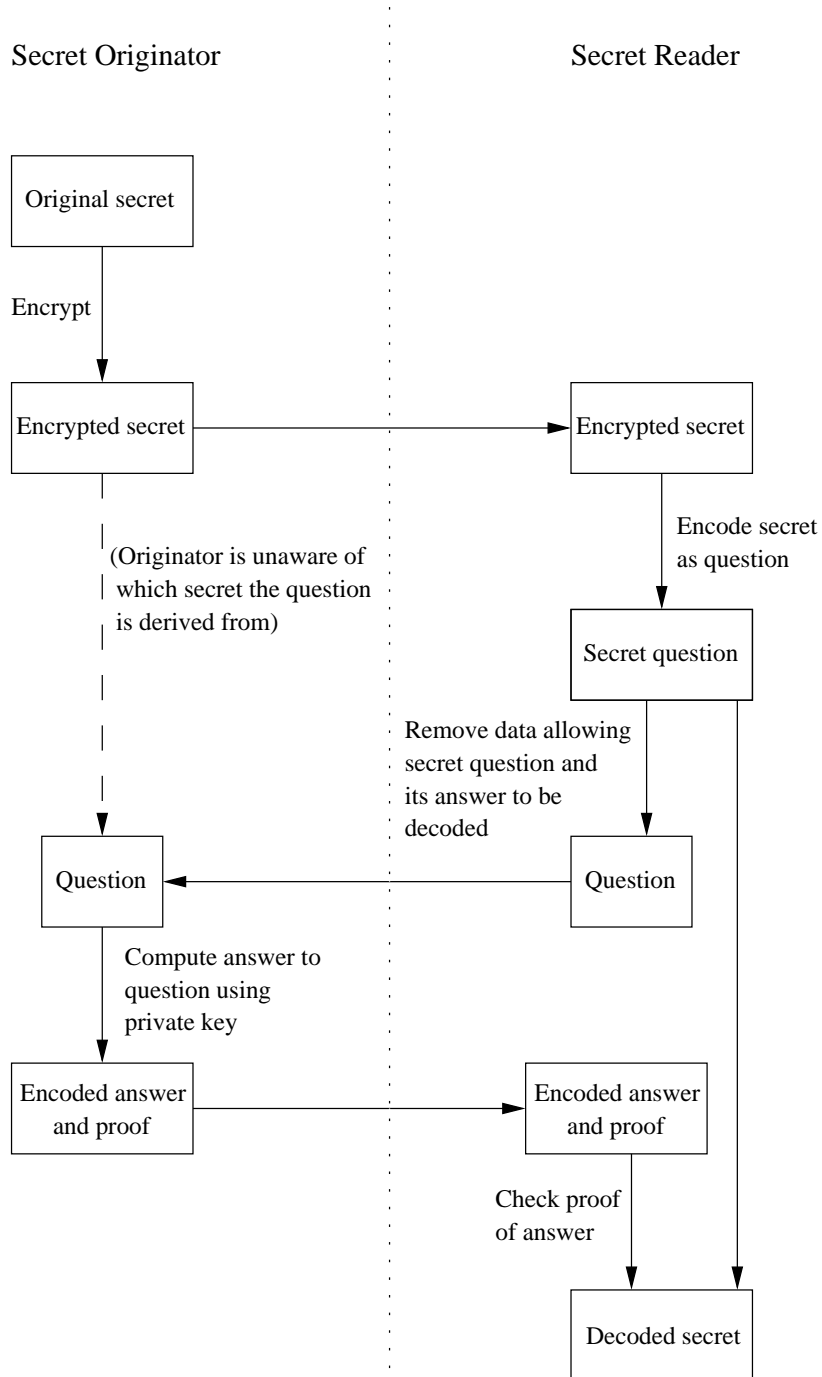 Secret Originator
Secret Reader
Original secret
Encrypt
Encrypted secret
Encrypted secret
(Originator is unaware of
which secret the question
is derived from)
Encode secret
as question
Secret question
Remove data allowing
secret question and
its answer to be
decoded
Question
Question
Compute answer to
question using
private key
Encoded answer
and proof
Encoded answer
and proof
Check proof
of answer
Decoded secret